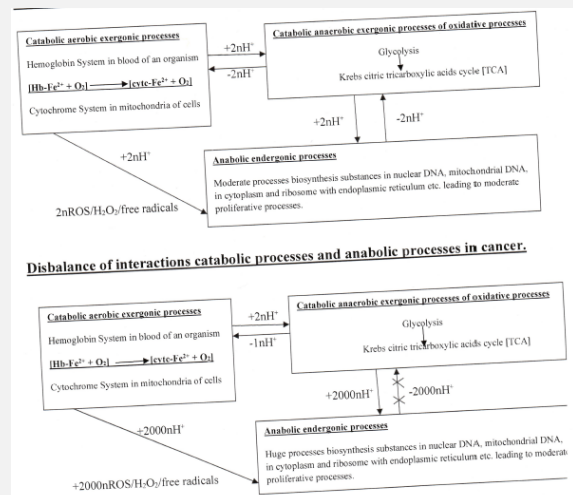 Catabolic aerobic exergonic processes
Hemoglobin System in blood of an organism
[Hb-Fe²⁺ + O₂] [cytc-Fe²⁺ + O₂]
Cytochrome System in mitochondria of cells
+2nH⁺
-2nH⁺
Catabolic anaerobic exergonic processes of oxidative processes
Glycolysis
Krebs citric tricarboxylic acids cycle [TCA]
+2nH⁺
-2nH⁺
+2nH⁺
2nROS/H₂O₂/free radicals
Anabolic endergonic processes
Moderate processes biosynthesis substances in nuclear DNA, mitochondrial DNA,
in cytoplasm and ribosome with endoplasmic reticulum etc. leading to moderate
proliferative processes.
Disbalance of interactions catabolic processes and anabolic processes in cancer.
Catabolic aerobic exergonic processes
Hemoglobin System in blood of an organism
[Hb-Fe²⁺ + O₂] [cytc-Fe²⁺ + O₂]
Cytochrome System in mitochondria of cells
+2nH⁺
-1nH⁺
Catabolic anaerobic exergonic processes of oxidative processes
Glycolysis
Krebs citric tricarboxylic acids cycle [TCA]
+2000nH⁺
-2000nH⁺
+2000nH⁺
+2000nROS/H₂O₂/free radicals
Anabolic endergonic processes
Huge processes biosynthesis substances in nuclear DNA, mitochondrial DNA,
in cytoplasm and ribosome with endoplasmic reticulum etc. leading to moderate
proliferative processes.